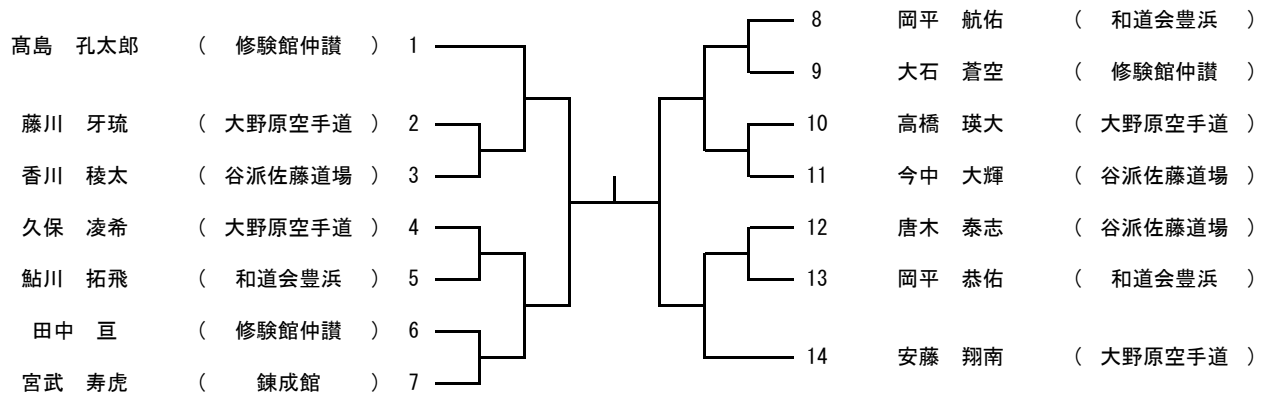 髙島　孔太郎　（　修験館仲讃　）　1
藤川　牙琉　（　大野原空手道　）　2
香川　稜太　（　谷派佐藤道場　）　3
久保　凌希　（　大野原空手道　）　4
鮎川　拓飛　（　和道会豊浜　）　5
田中　亘　（　修験館仲讃　）　6
宮武　寿虎　（　錬成館　）　7
8　岡平　航佑　（　和道会豊浜　）
9　大石　蒼空　（　修験館仲讃　）
10　高橋　瑛大　（　大野原空手道　）
11　今中　大輝　（　谷派佐藤道場　）
12　唐木　泰志　（　谷派佐藤道場　）
13　岡平　恭佑　（　和道会豊浜　）
14　安藤　翔南　（　大野原空手道　）